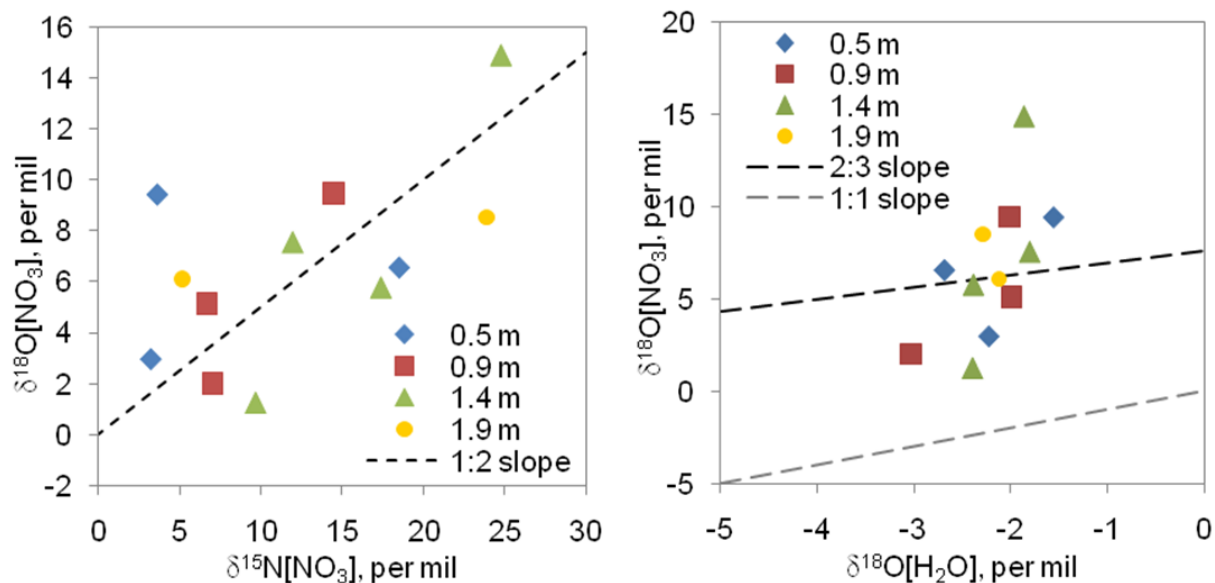 16
14
12
10
8
6
4
2
0
-2
δ¹⁸O[NO₃], per mil
0.5 m
0.9 m
1.4 m
1.9 m
1:2 slope
0 5 10 15 20 25 30
δ¹⁵N[NO₃], per mil
20
15
10
5
0
-5
δ¹⁸O[NO₃], per mil
0.5 m
0.9 m
1.4 m
1.9 m
2:3 slope
1:1 slope
-5 -4 -3 -2 -1 0
δ¹⁸O[H₂O], per mil